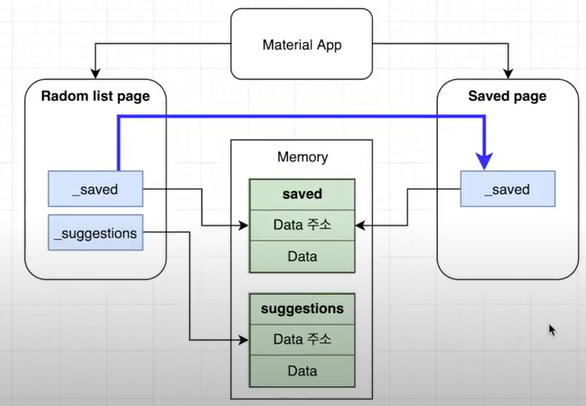 Material App
Radom list page
Saved page
Memory
_saved
saved
_saved
Data 주소
_suggestions
Data
suggestions
Data 주소
Data